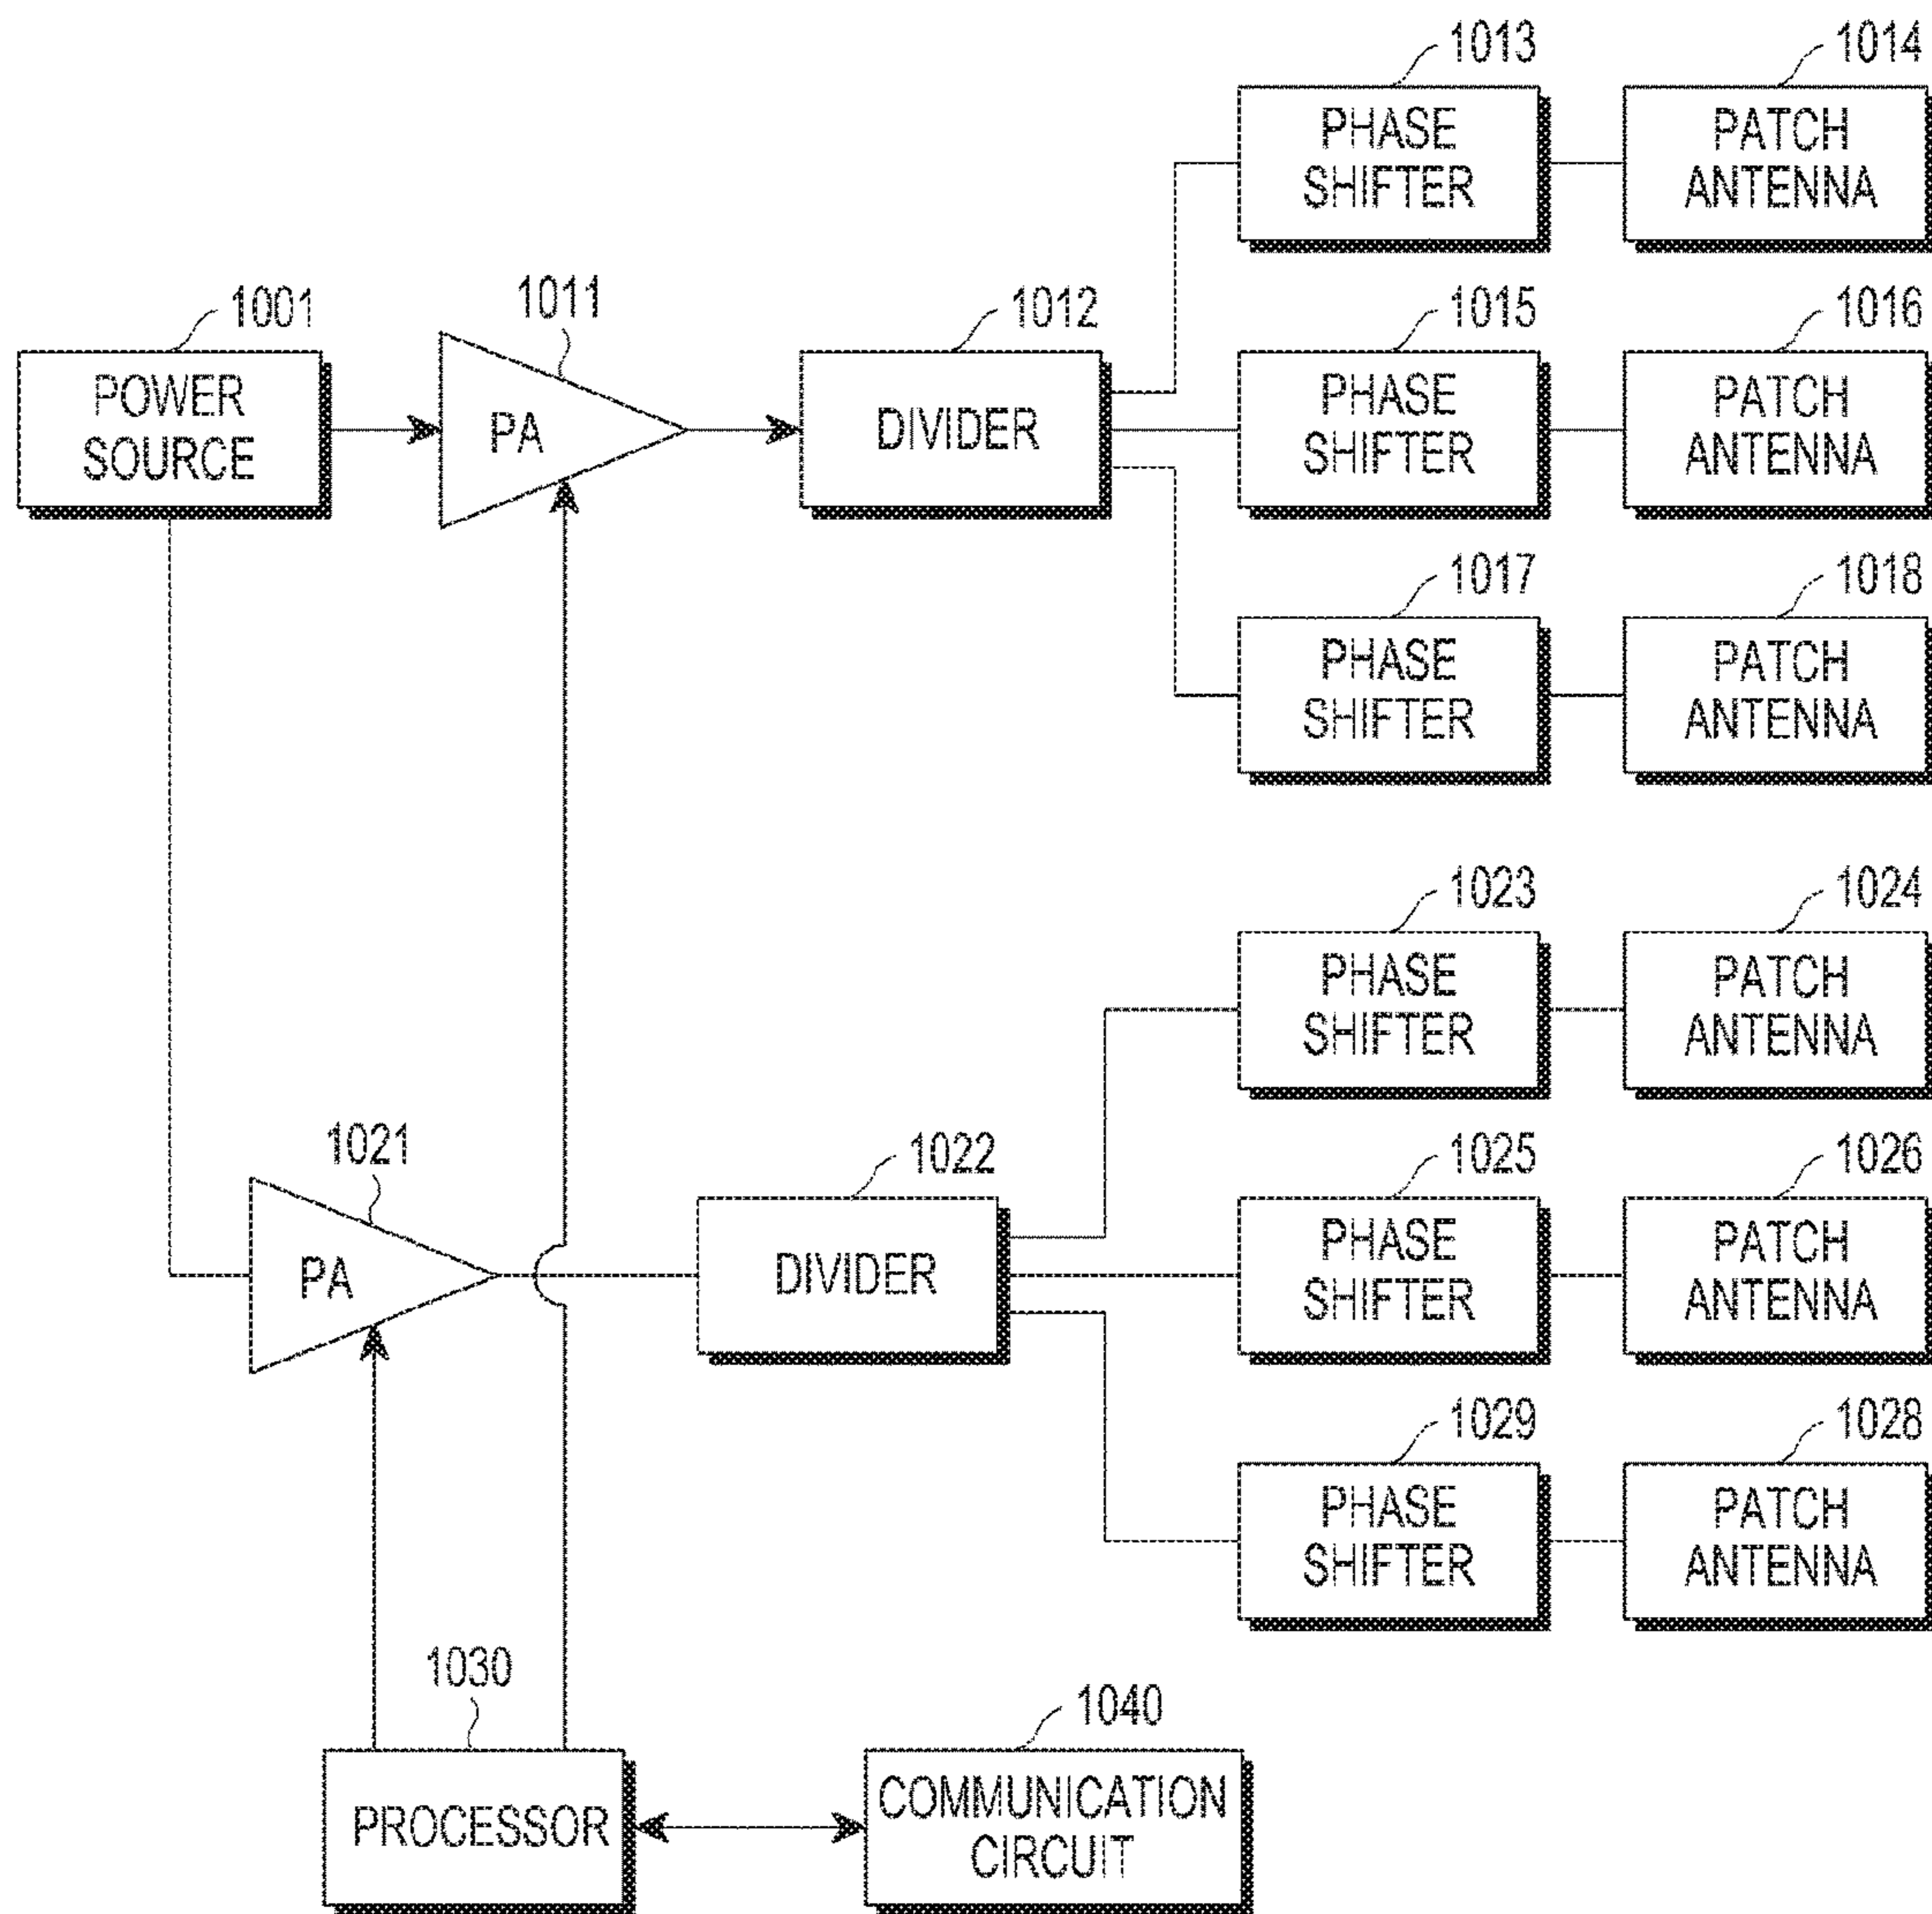 1013
1014
PHASE
SHIFTER
PATCH
ANTENNA
1001
1011
1012
1015
1016
POWER
SOURCE
PA
DIVIDER
PHASE
SHIFTER
PATCH
ANTENNA
1017
1018
PHASE
SHIFTER
PATCH
ANTENNA
1023
1024
PHASE
SHIFTER
PATCH
ANTENNA
1021
1022
1025
1026
PA
DIVIDER
PHASE
SHIFTER
PATCH
ANTENNA
1029
1028
PHASE
SHIFTER
PATCH
ANTENNA
1030
1040
PROCESSOR
COMMUNICATION
CIRCUIT